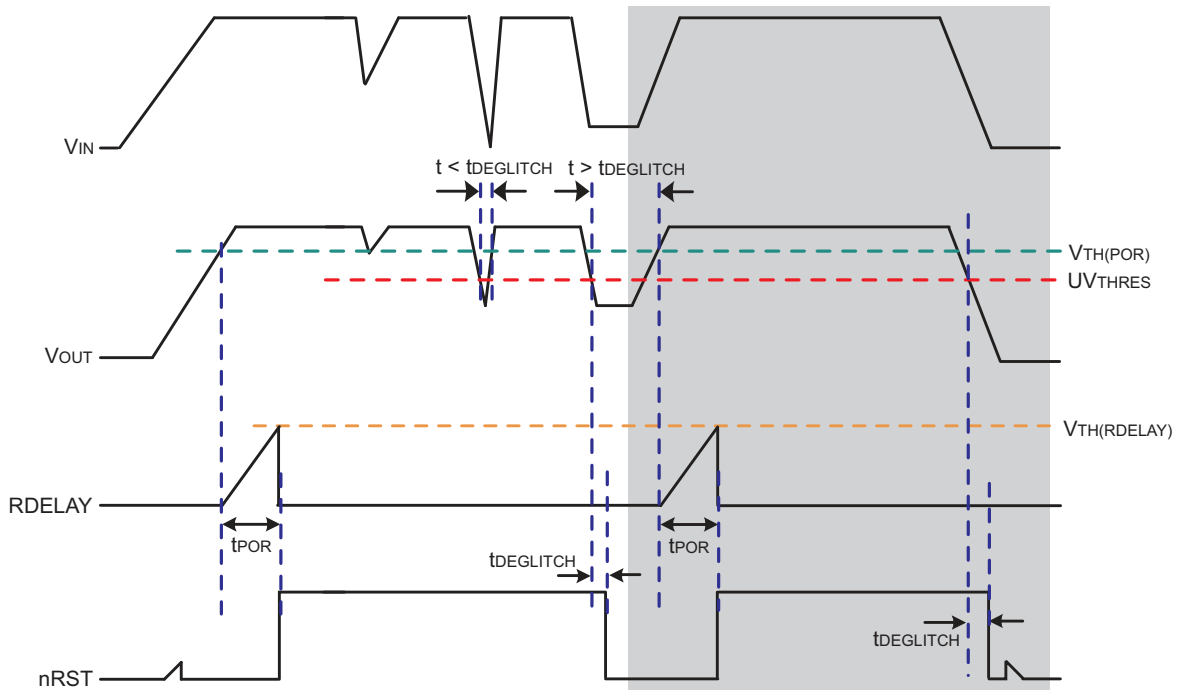 VIN
t < tDEGLITCH
t > tDEGLITCH
VTH(POR)
UVTHRES
VOUT
VTH(RDELAY)
RDELAY
tPOR
tPOR
tDEGLITCH
tDEGLITCH
nRST